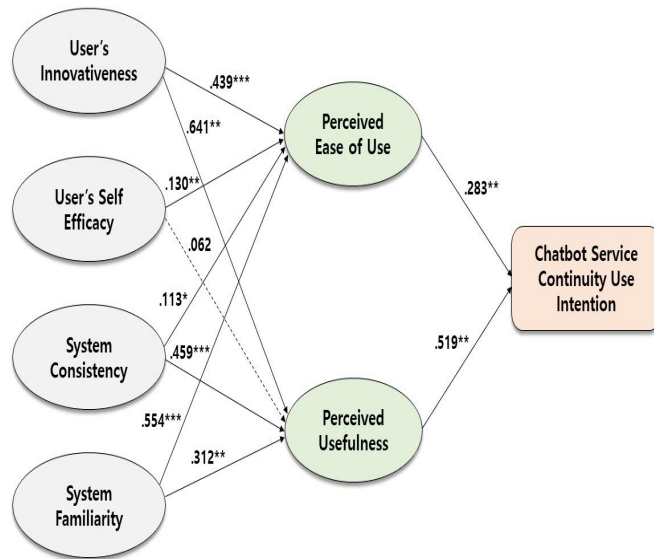 User's
Innovativeness
.439***
.641**
Perceived
Ease of Use
User's Self
Efficacy
.130**
.062
.283**
Chatbot Service
Continuity Use
Intention
System
Consistency
.113*
.459***
.519**
.554***
Perceived
Usefulness
.312**
System
Familiarity